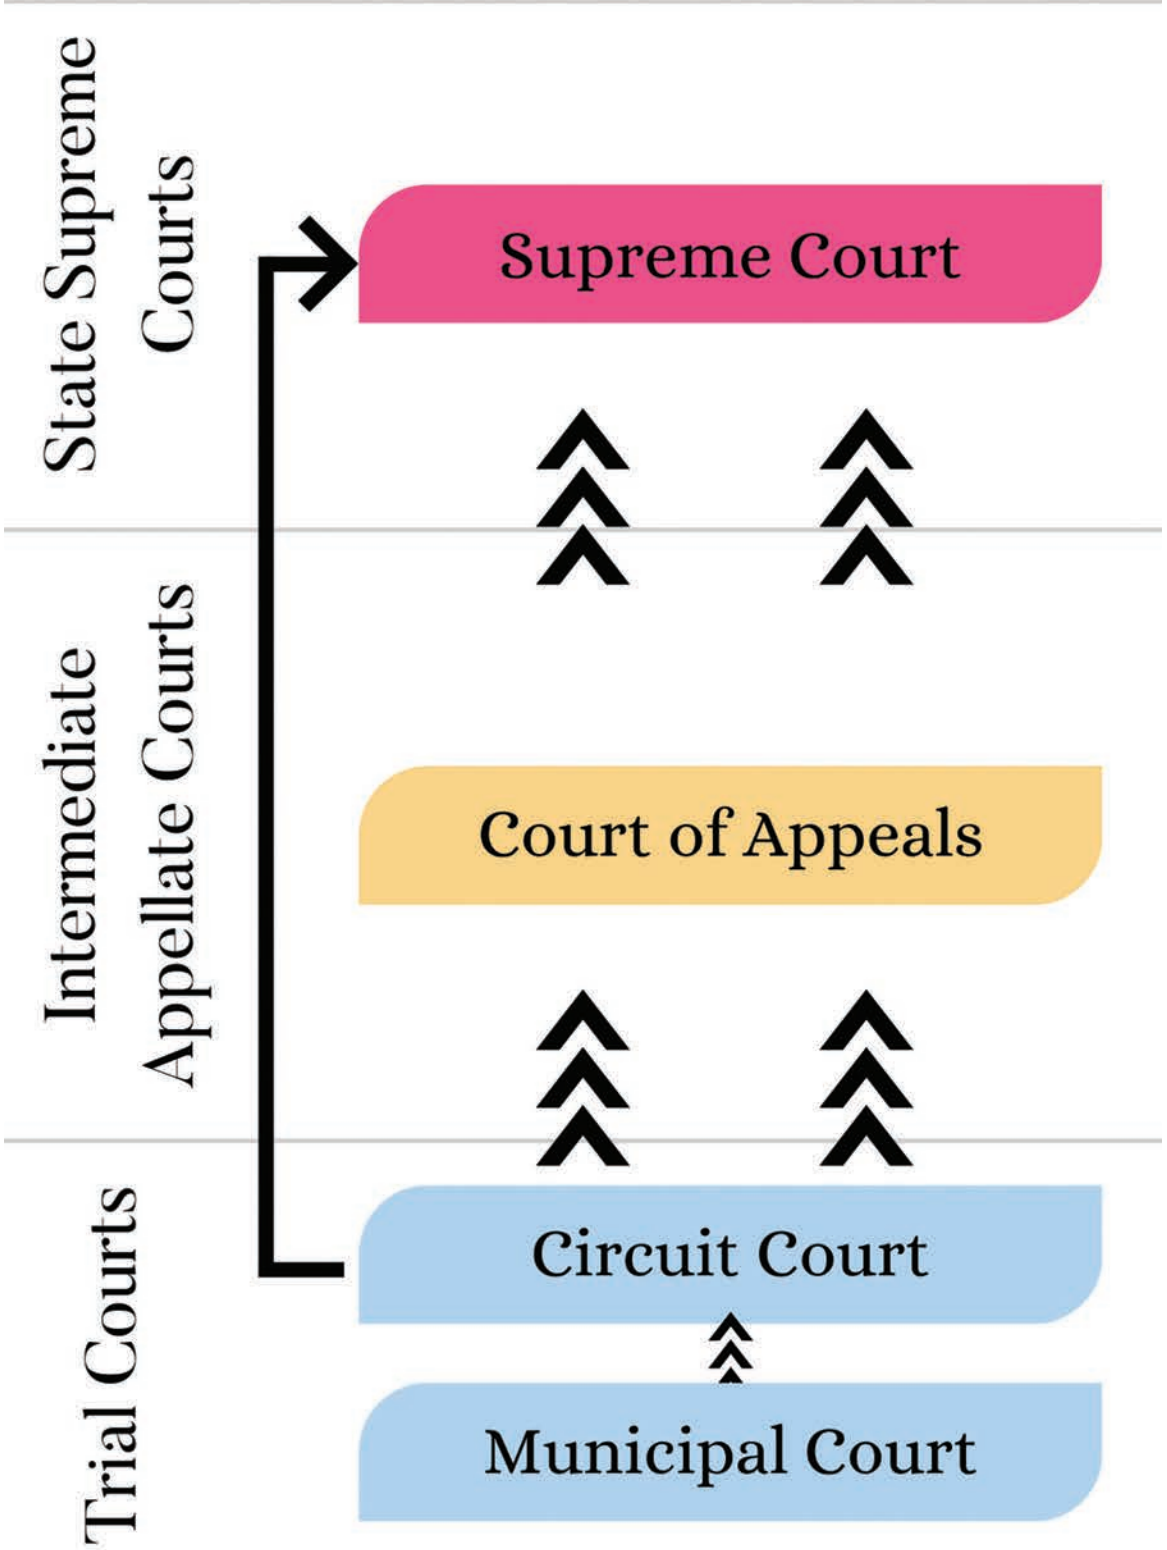 State Supreme
Courts
Supreme Court
Intermediate
Appellate Courts
Court of Appeals
Trial Courts
Circuit Court
Municipal Court